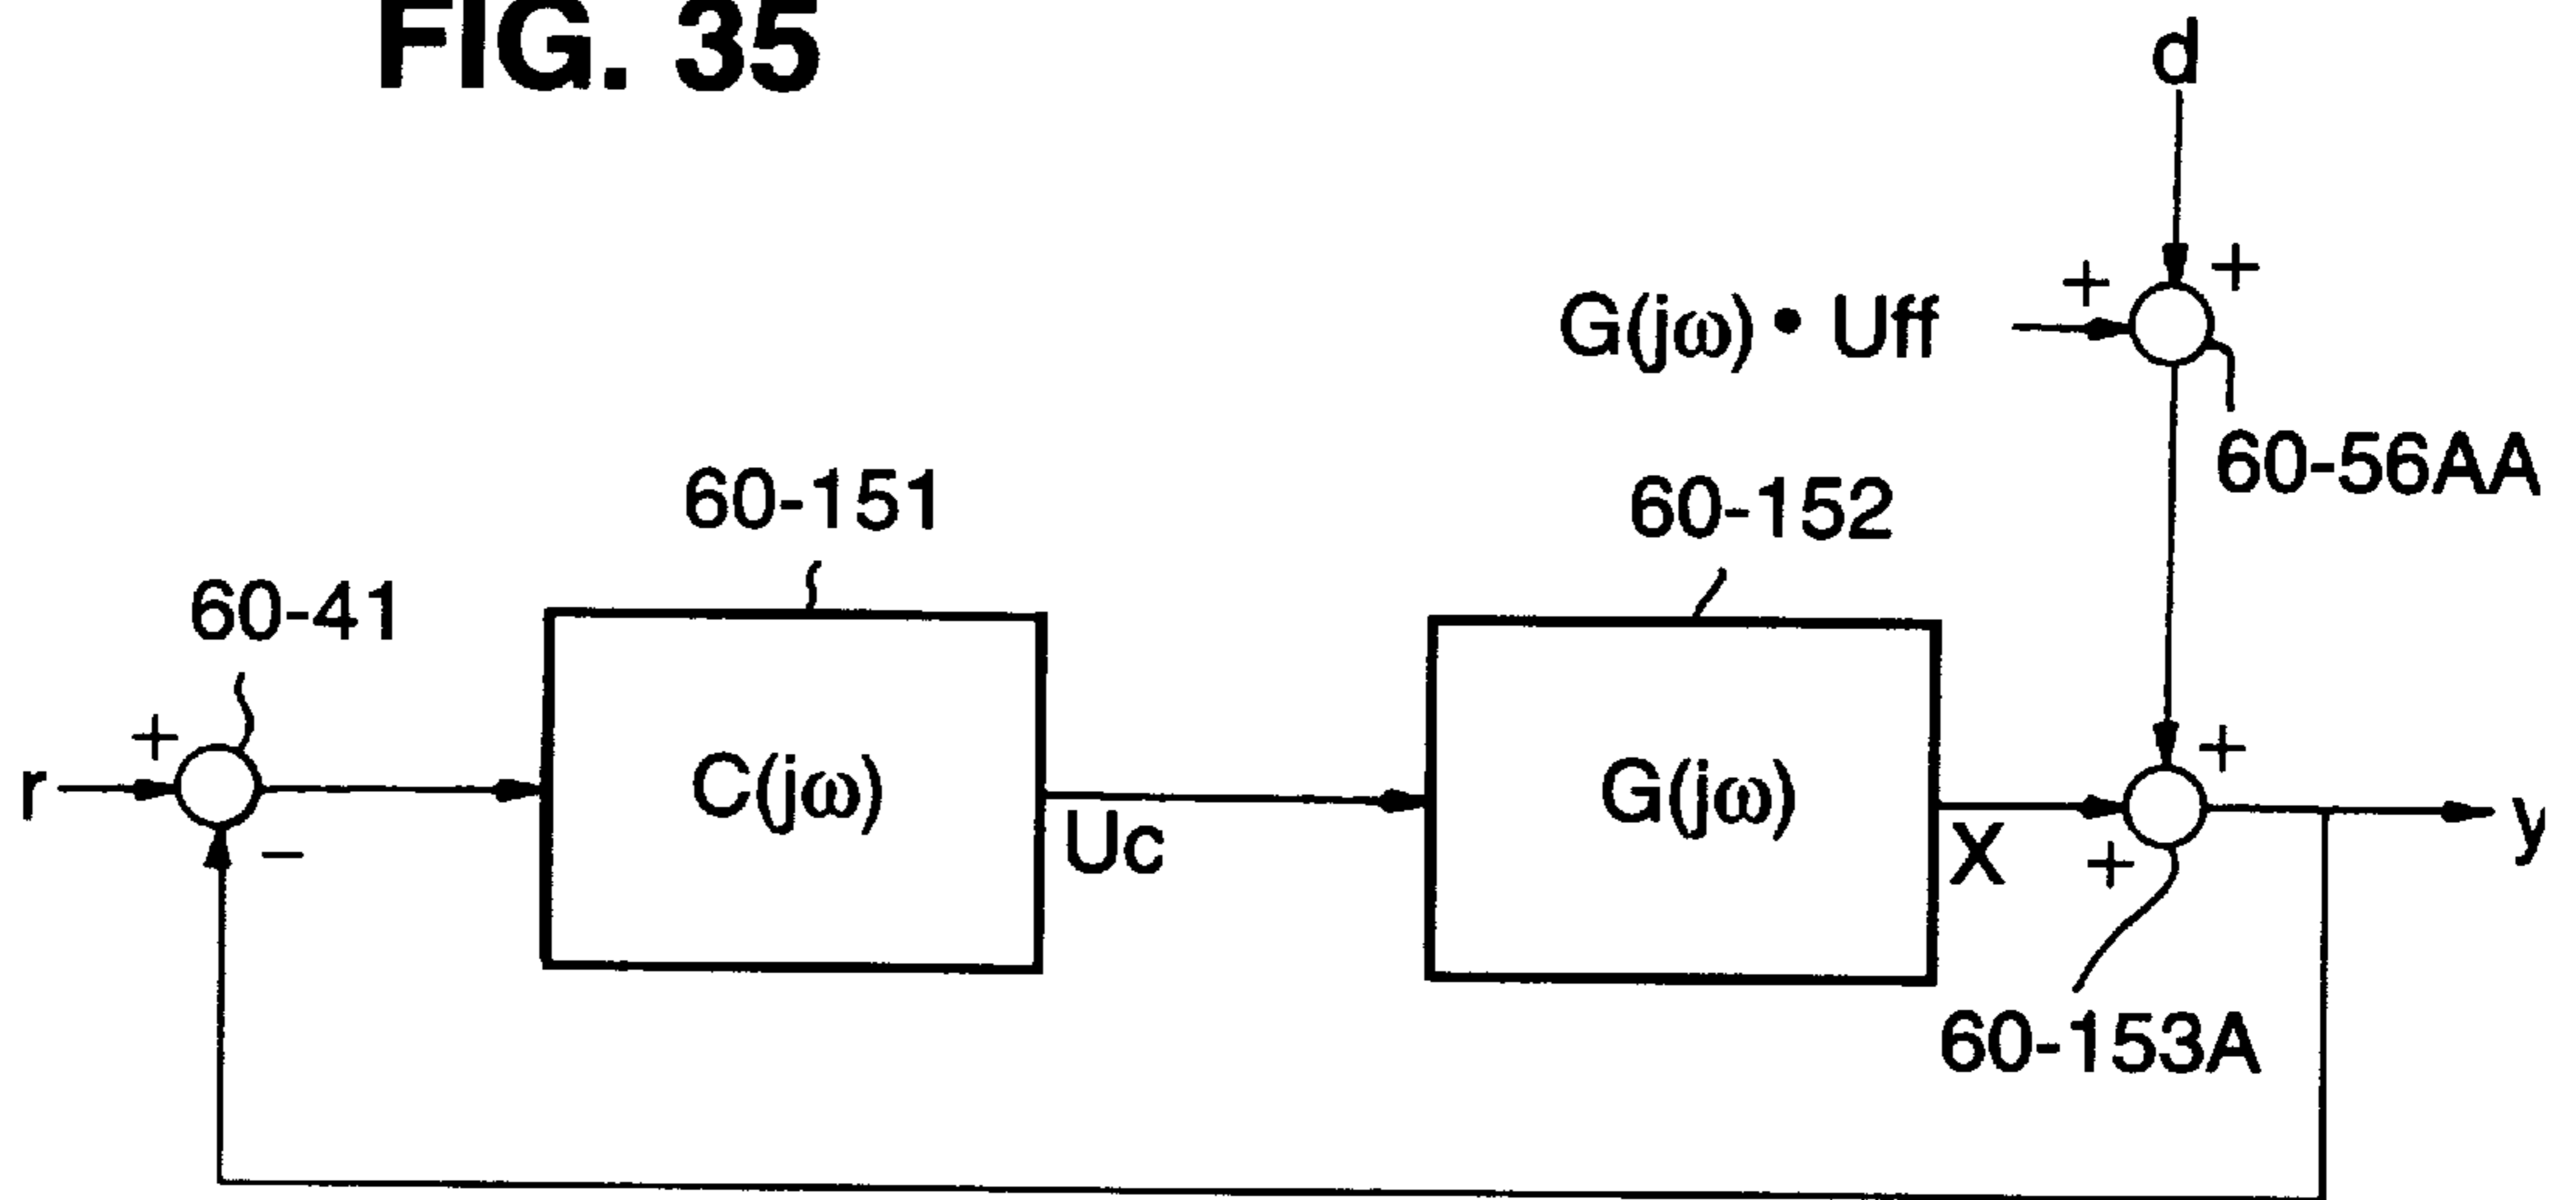 FIG. 35
d
+ +
G(jω) • Uff
60-56AA
60-151
60-152
60-41
+
r
−
C(jω)
Uc
G(jω)
X
+
+
y
60-153A